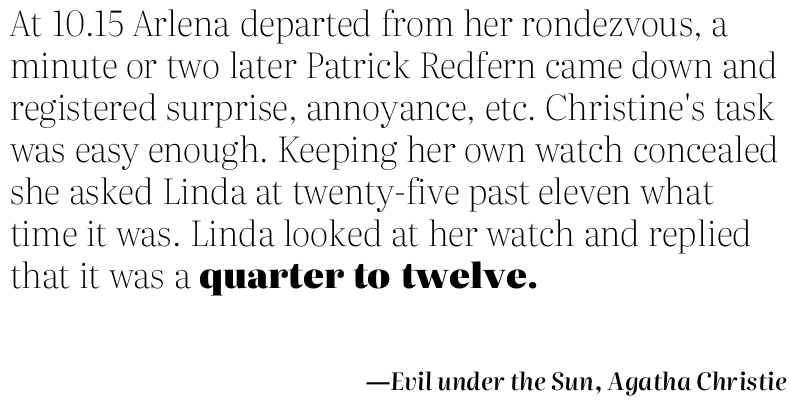 At 10.15 Arlena departed from her rondezvous, a
minute or two later Patrick Redfern came down and
registered surprise, annoyance, etc. Christine's task
was easy enough. Keeping her own watch concealed
she asked Linda at twenty-five past eleven what
time it was. Linda looked at her watch and replied
that it was a quarter to twelve.
—Evil under the Sun, Agatha Christie